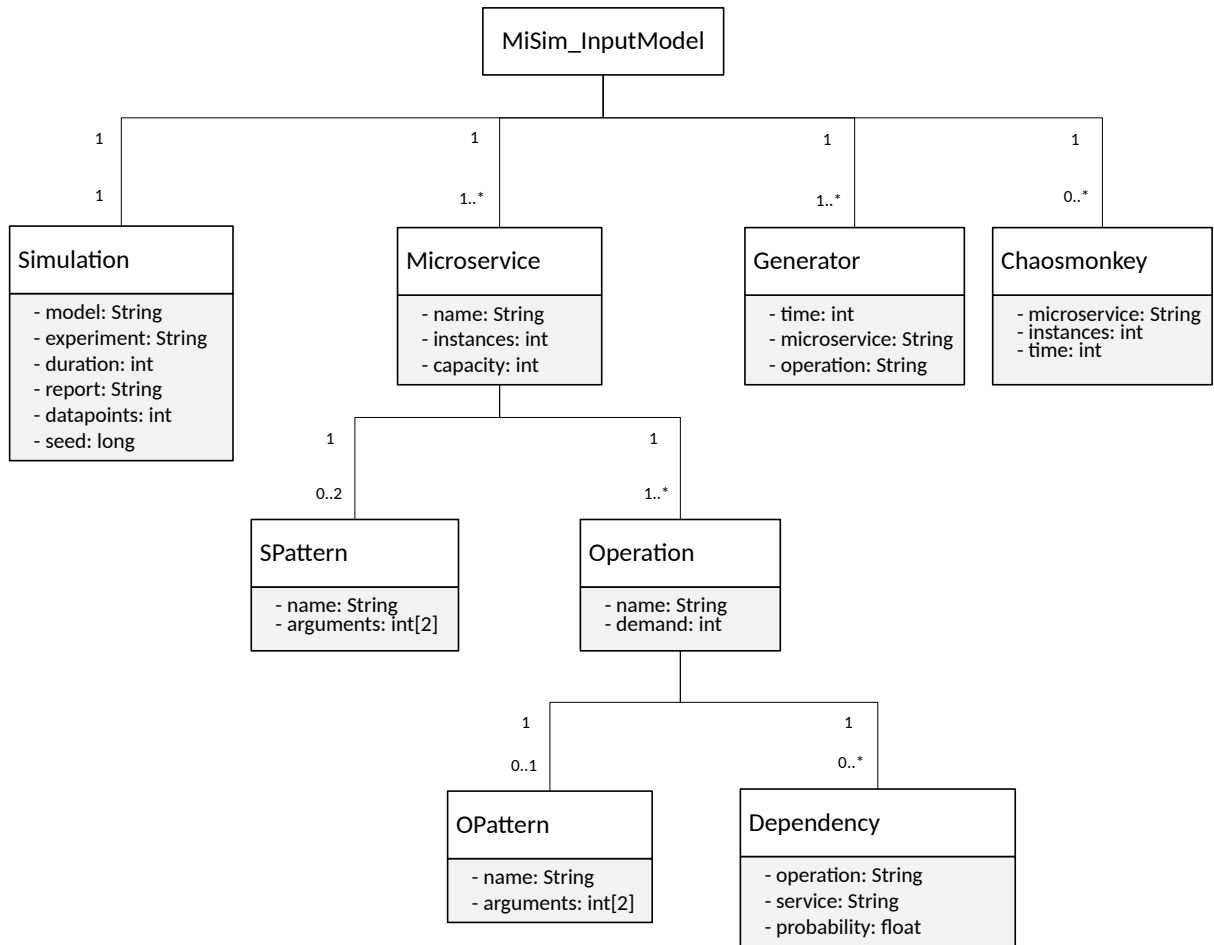 MiSim_InputModel
1
1
1
1
1
1..*
1..*
0..*
Simulation
- model: String
- experiment: String
- duration: int
- report: String
- datapoints: int
- seed: long
Microservice
- name: String
- instances: int
- capacity: int
Generator
- time: int
- microservice: String
- operation: String
Chaosmonkey
- microservice: String
- instances: int
- time: int
1
1
0..2
1..*
SPattern
- name: String
- arguments: int[2]
Operation
- name: String
- demand: int
1
1
0..1
0..*
OPattern
- name: String
- arguments: int[2]
Dependency
- operation: String
- service: String
- probability: float